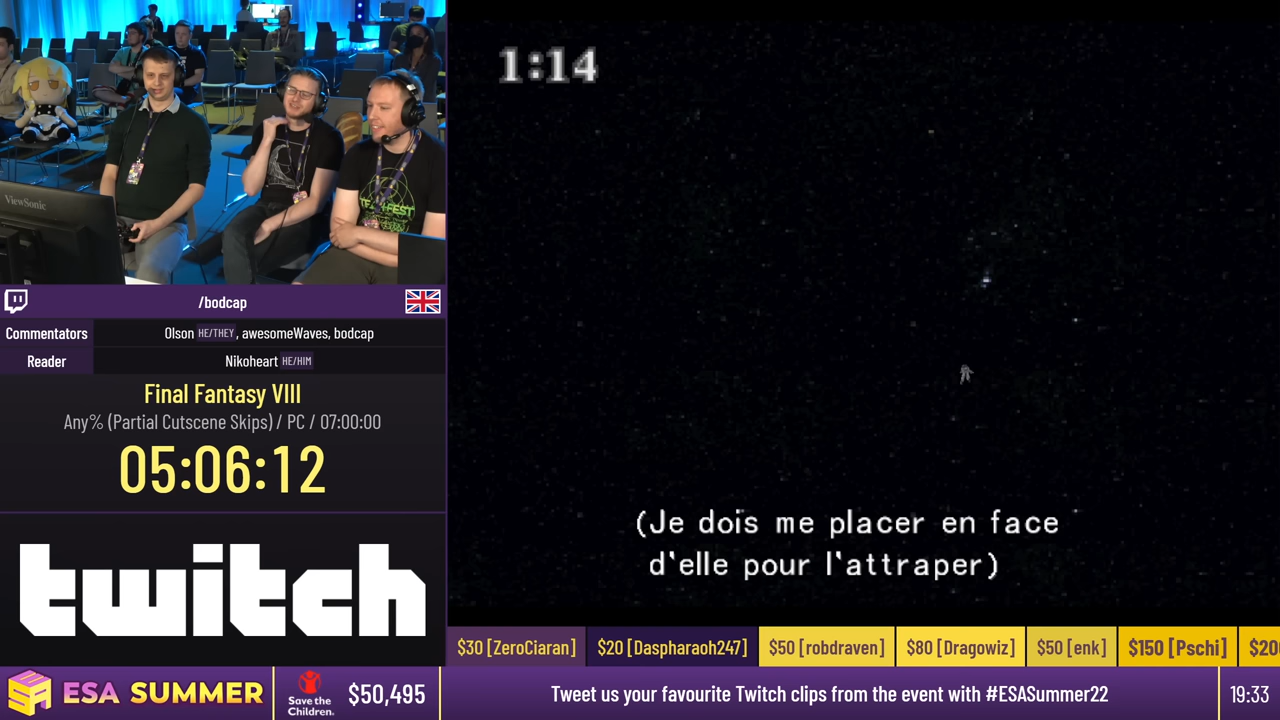 1:14
ViewSonic
/bodcap
Commentators
Olson HE/THEY, awesomeWaves, bodcap
Reader
Nikoheart HE/HIM
Final Fantasy VIII
Any% (Partial Cutscene Skips) / PC / 07:00:00
05:06:12
twitch
(Je dois me placer en face
d'elle pour l'attraper)
$30 [ZeroCiaran]
$20 [Daspharaoh247]
$50 [robdraven]
$80 [Dragowiz]
$50 [enk]
$150 [Pschi]
ESA SUMMER
Save the
Children.
$50,495
Tweet us your favourite Twitch clips from the event with #ESASummer22
19:33